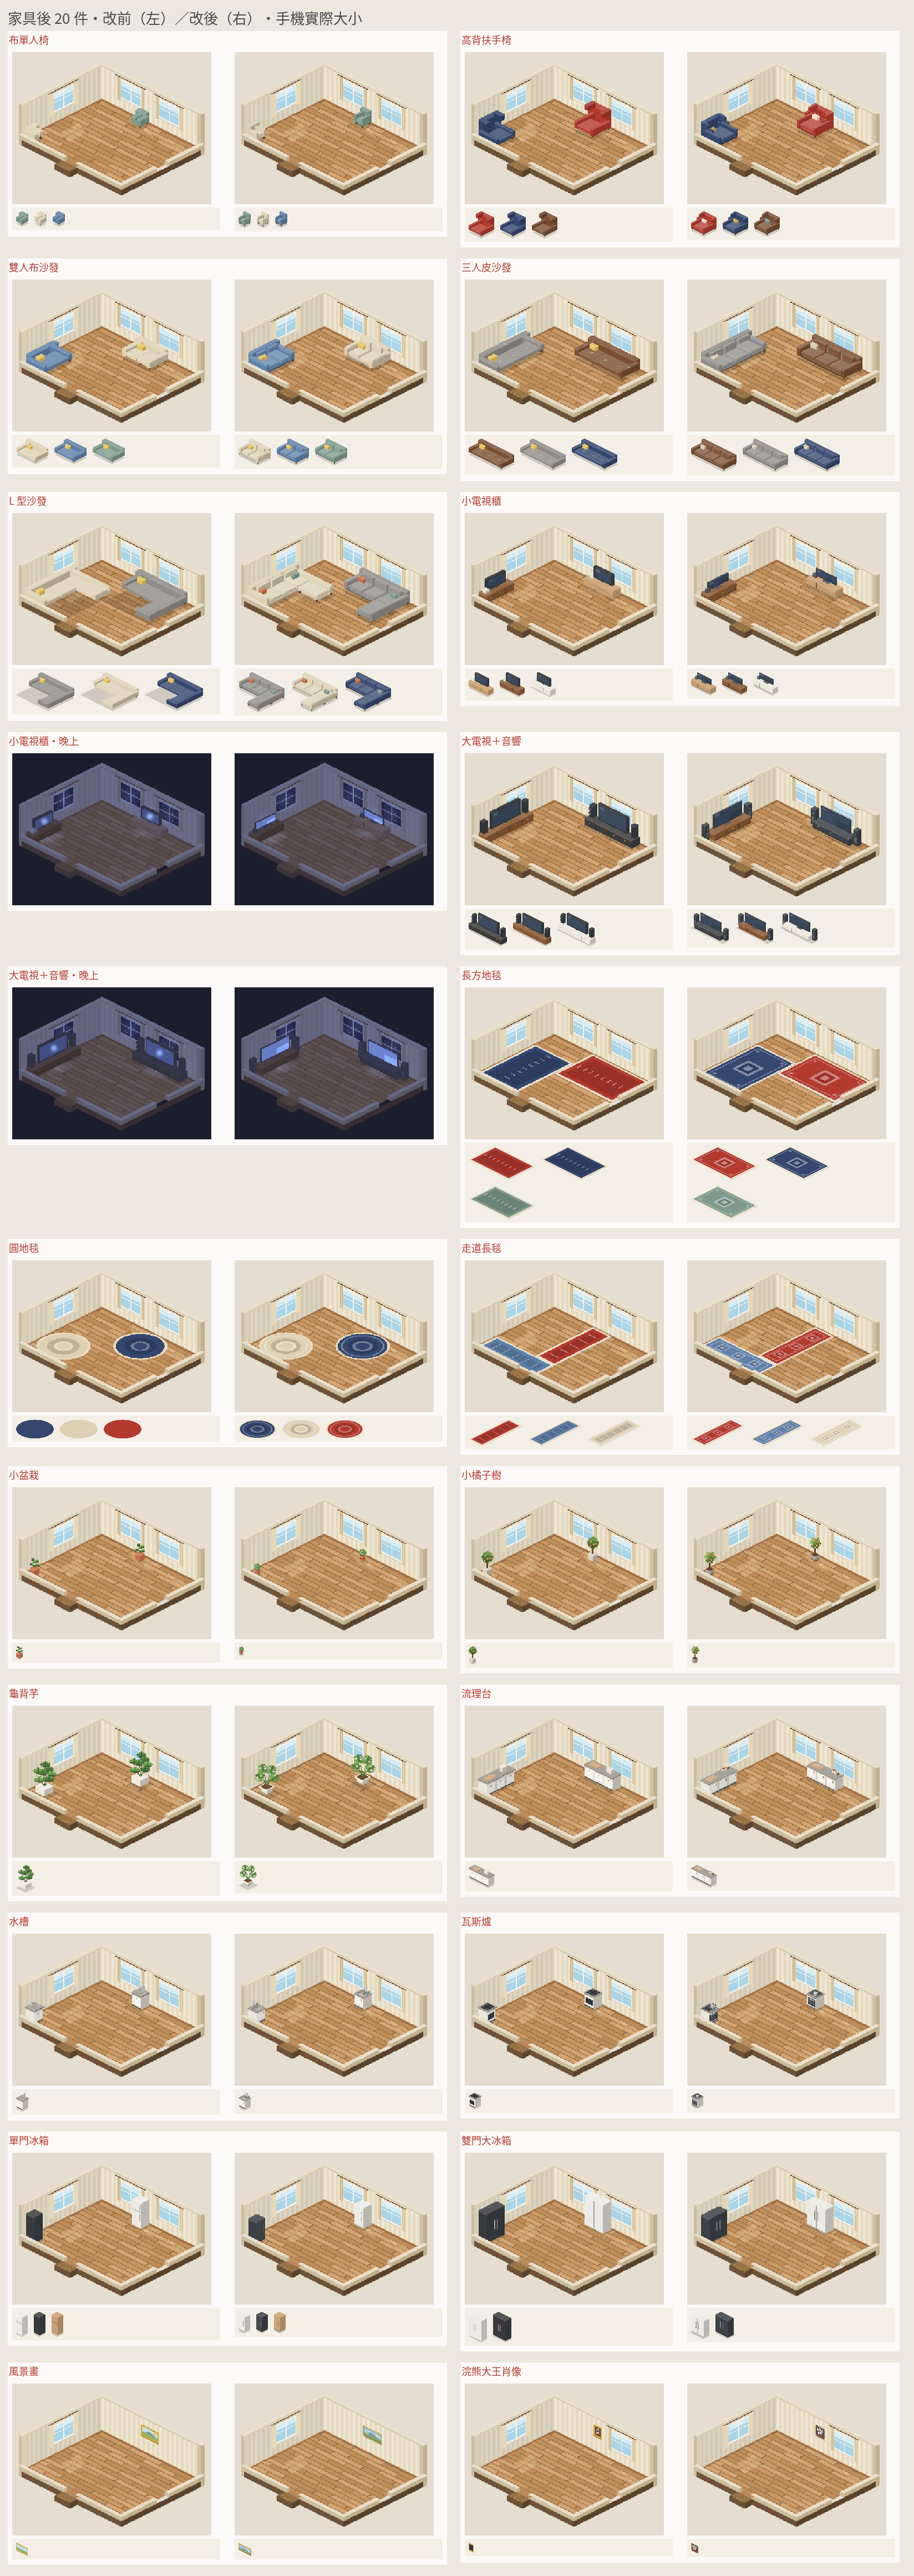 家具後 20 件・改前（左）／改後（右）・手機實際大小
布單人椅
高背扶手椅
雙人布沙發
三人皮沙發
L 型沙發
小電視櫃
小電視櫃・晚上
大電視＋音響
大電視＋音響・晚上
長方地毯
圓地毯
走道長毯
小盆栽
小橘子樹
龜背芋
流理台
水槽
瓦斯爐
單門冰箱
雙門大冰箱
風景畫
浣熊大王肖像